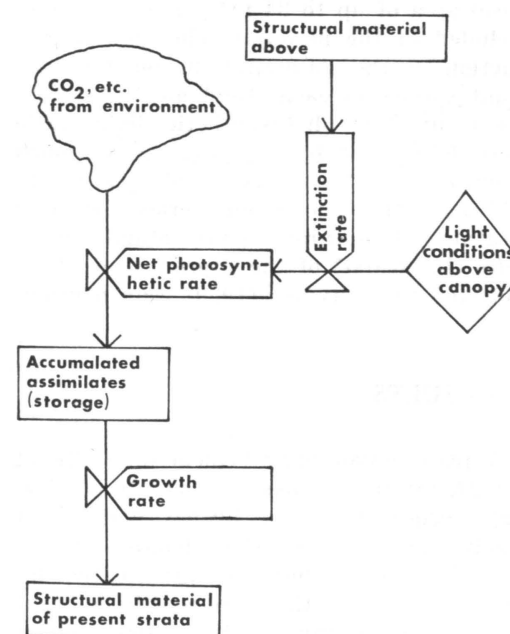 Structural material
above
CO2, etc.
from environment
Extinction
rate
Light
conditions
above
canopy
Net photosynt-
hetic rate
Accumalated
assimilates
(storage)
Growth
rate
Structural material
of present strata